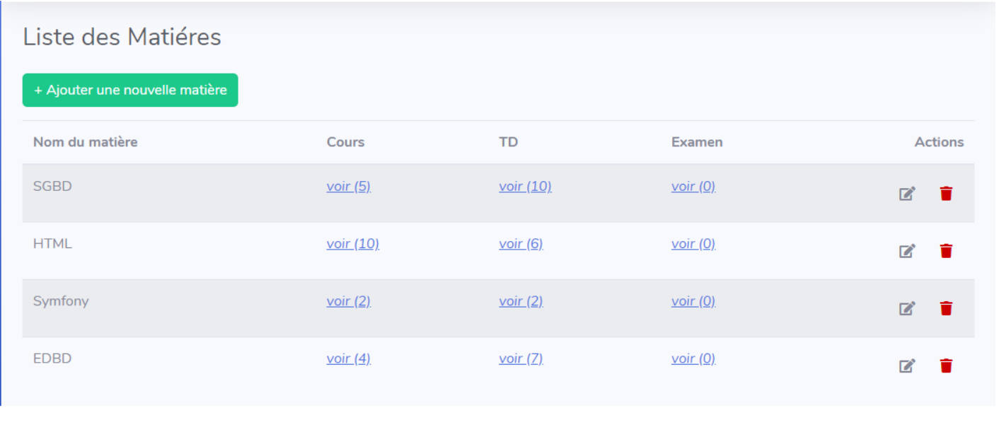 Liste des Matiéres
+ Ajouter une nouvelle matière
Nom du matière Cours TD Examen Actions
SGBD voir (5) voir (10) voir (0)
HTML voir (10) voir (6) voir (0)
Symfony voir (2) voir (2) voir (0)
EDBD voir (4) voir (7) voir (0)